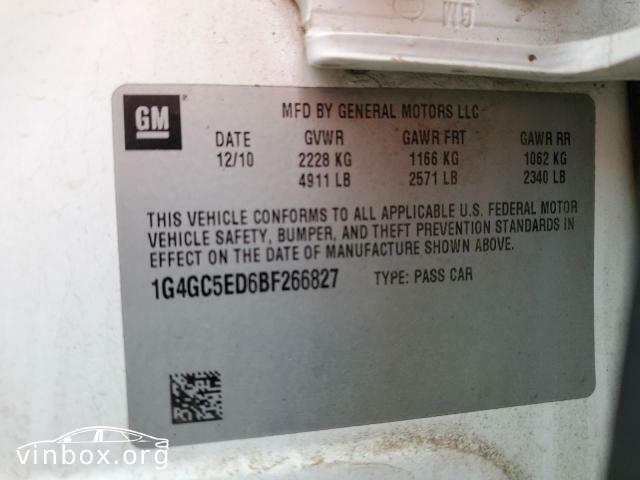 GM
MFD BY GENERAL MOTORS LLC
DATE GVWR GAWR FRT GAWR RR
12/10 2228 KG 1166 KG 1062 KG
4911 LB 2571 LB 2340 LB
THIS VEHICLE CONFORMS TO ALL APPLICABLE U.S. FEDERAL MOTOR
VEHICLE SAFETY, BUMPER, AND THEFT PREVENTION STANDARDS IN
EFFECT ON THE DATE OF MANUFACTURE SHOWN ABOVE.
1G4GC5ED6BF266827 TYPE: PASS CAR
vinbox.org